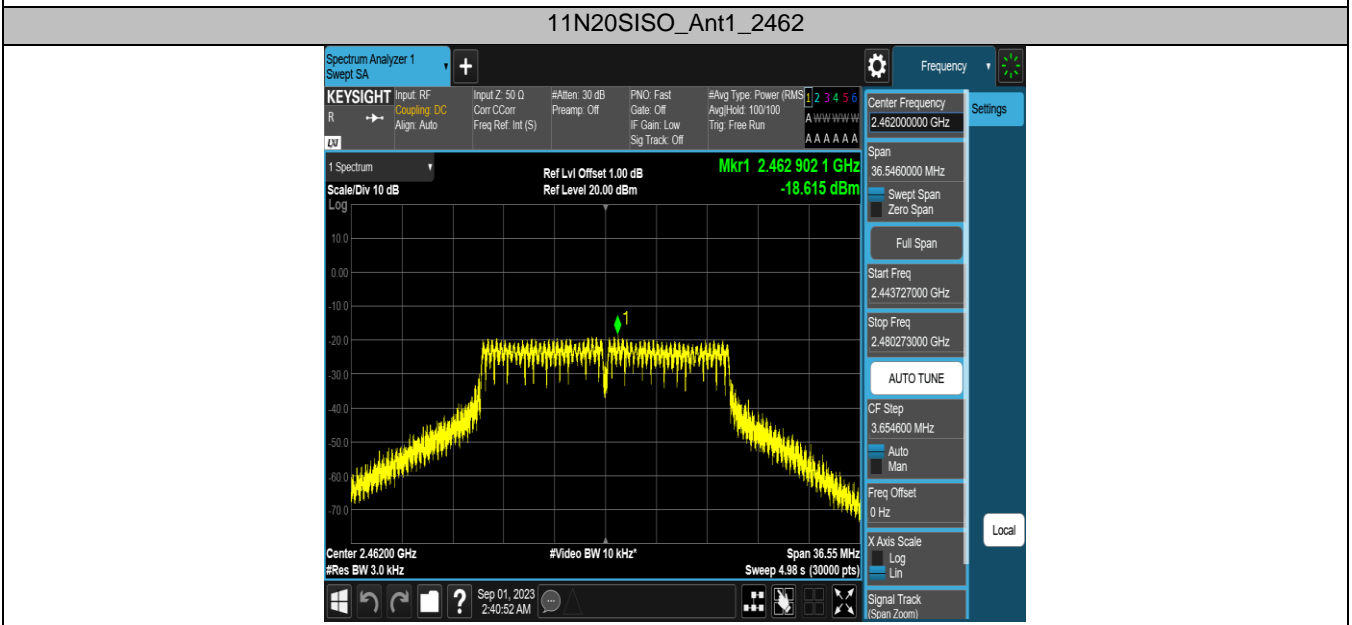 11N20SISO_Ant1_2462
Spectrum Analyzer 1
Swept SA
+
Frequency
KEYSIGHT
R
LXI
Input: RF
Coupling: DC
Align: Auto
Input Z: 50 Ω
Corr CCorr
Freq Ref: Int (S)
#Atten: 30 dB
Preamp: Off
PNO: Fast
Gate: Off
IF Gain: Low
Sig Track: Off
#Avg Type: Power (RMS
Avg|Hold: 100/100
Trig: Free Run
1 2 3 4 5 6
A WW WW W
A A A A A A
1 Spectrum
Scale/Div 10 dB
Log
Ref Lvl Offset 1.00 dB
Ref Level 20.00 dBm
Mkr1 2.462 902 1 GHz
-18.615 dBm
10.0
0.00
-10.0
1
-20.0
-30.0
-40.0
-50.0
-60.0
-70.0
Center 2.46200 GHz
#Res BW 3.0 kHz
#Video BW 10 kHz*
Span 36.55 MHz
Sweep 4.98 s (30000 pts)
Center Frequency
2.462000000 GHz
Settings
Span
36.5460000 MHz
Swept Span
Zero Span
Full Span
Start Freq
2.443727000 GHz
Stop Freq
2.480273000 GHz
AUTO TUNE
CF Step
3.654600 MHz
Auto
Man
Freq Offset
0 Hz
X Axis Scale
Log
Lin
Local
Signal Track
(Span Zoom)
?
Sep 01, 2023
2:40:52 AM